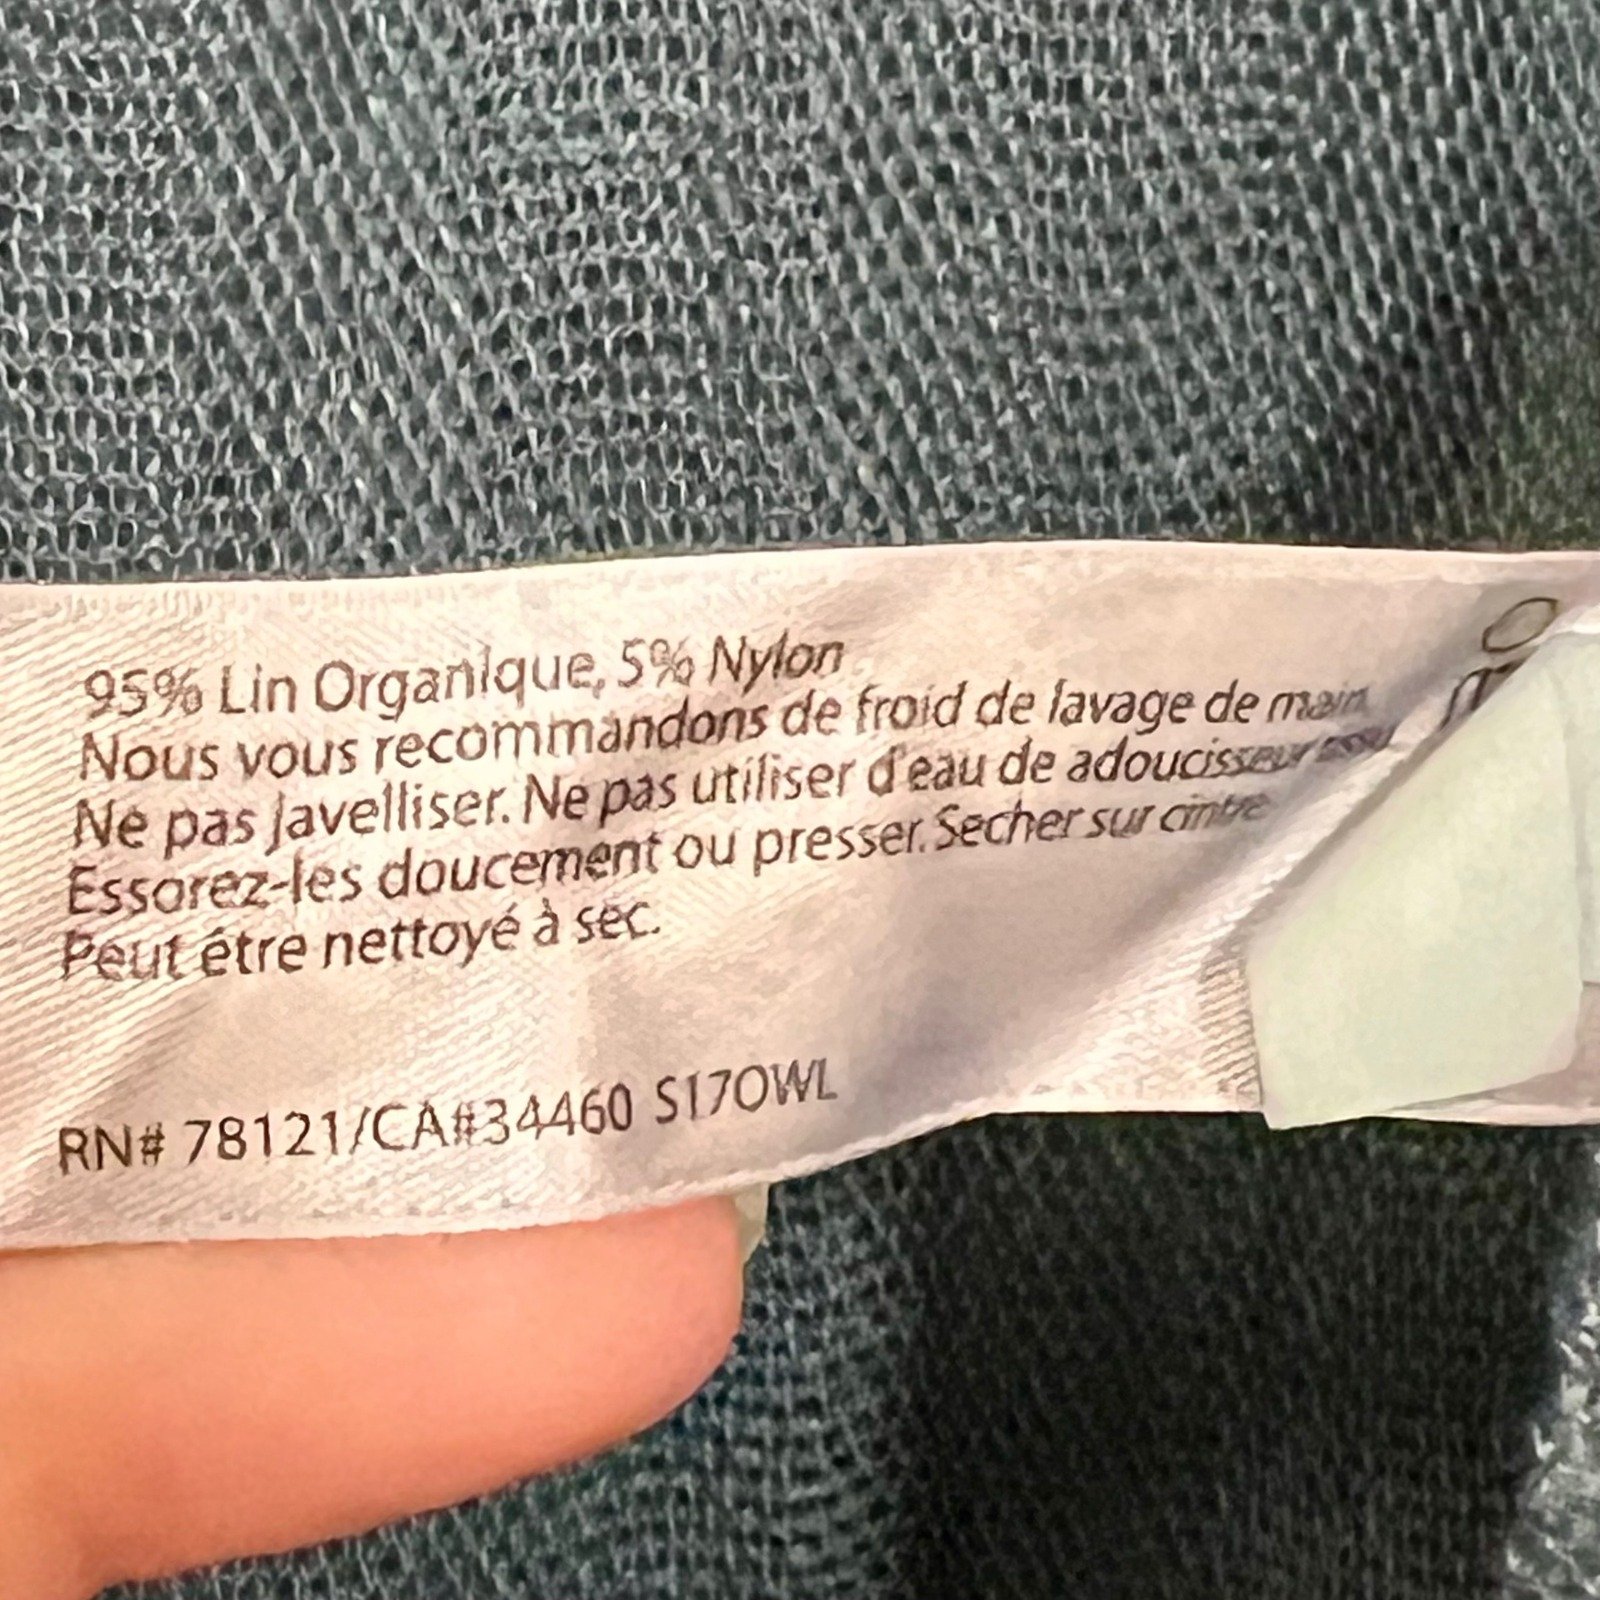 95% Lin Organique, 5% Nylon
Nous vous recommandons de froid de lavage de main
Ne pas Javelliser. Ne pas utiliser d'eau de adoucisseur
Essorez-les doucement ou presser. Secher sur cintre
Peut étre nettoyé à sec.
RN# 78121/CA#34460 S17OWL